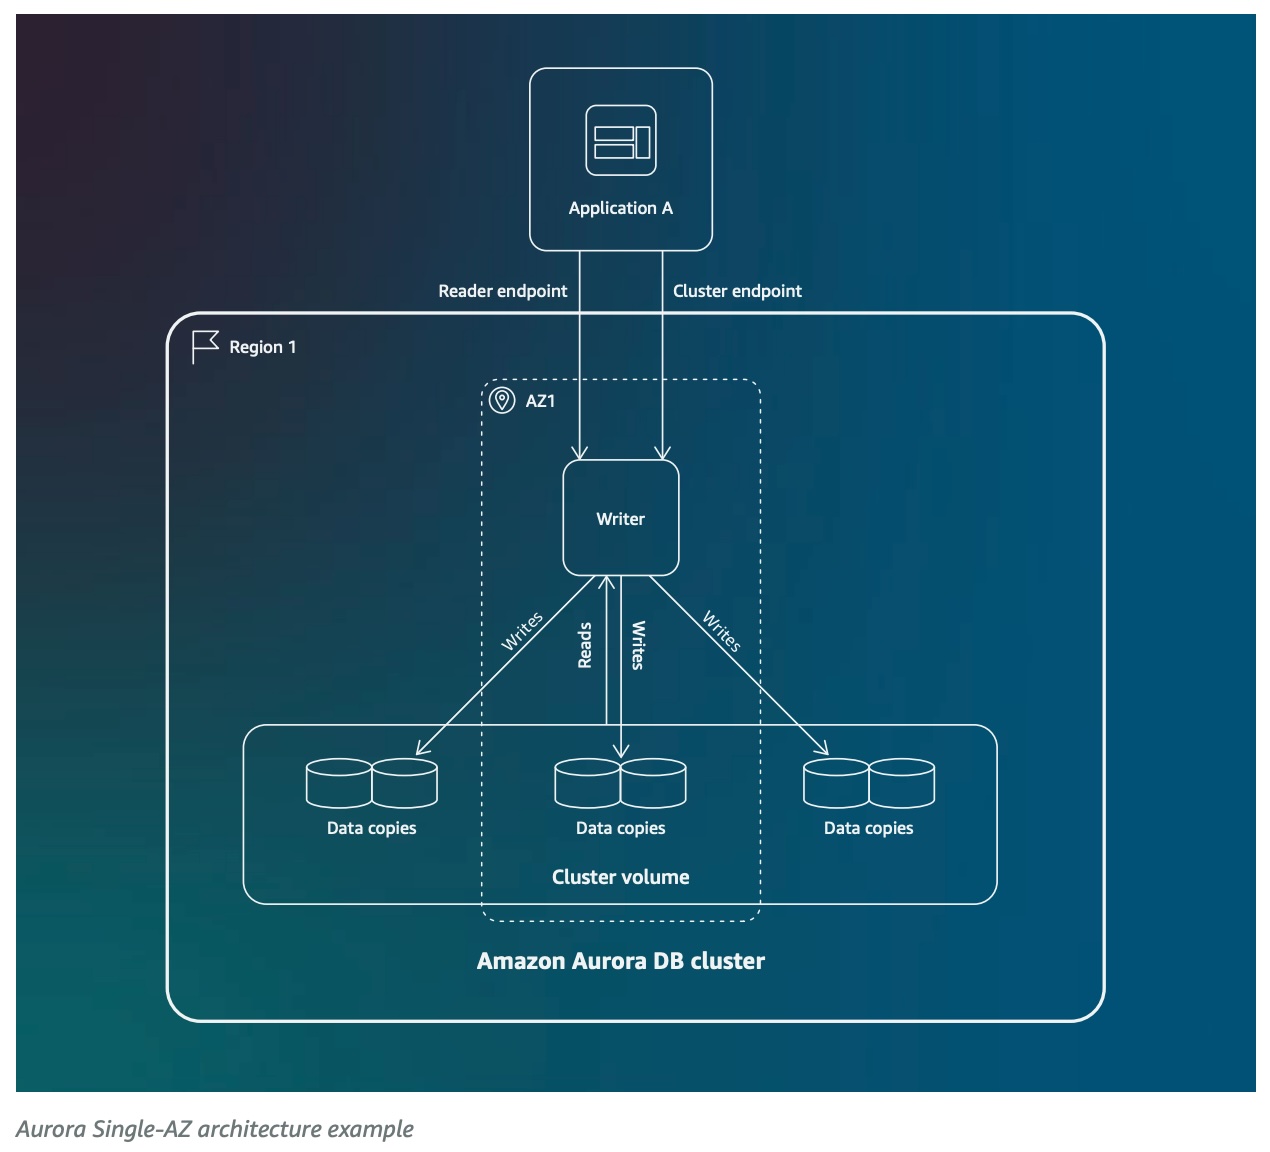 Application A
Reader endpoint
Cluster endpoint
Region 1
AZ1
Writer
Writes
Reads
Writes
Writes
Data copies
Data copies
Data copies
Cluster volume
Amazon Aurora DB cluster
Aurora Single-AZ architecture example